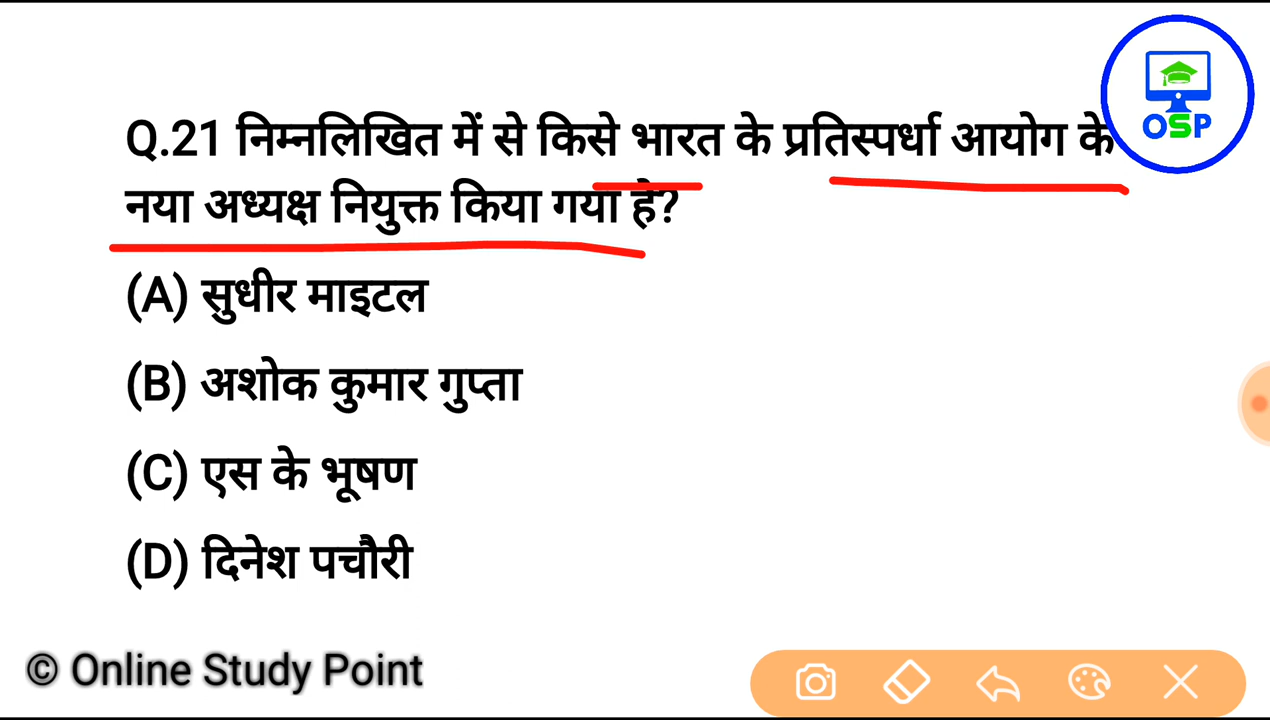 Q.21 निम्नलिखित में से किसे भारत के प्रतिस्पर्धा आयोग के
नया अध्यक्ष नियुक्त किया गया है?
(A) सुधीर माइटल
(B) अशोक कुमार गुप्ता
(C) एस के भूषण
(D) दिनेश पचौरी
OSP
© Online Study Point